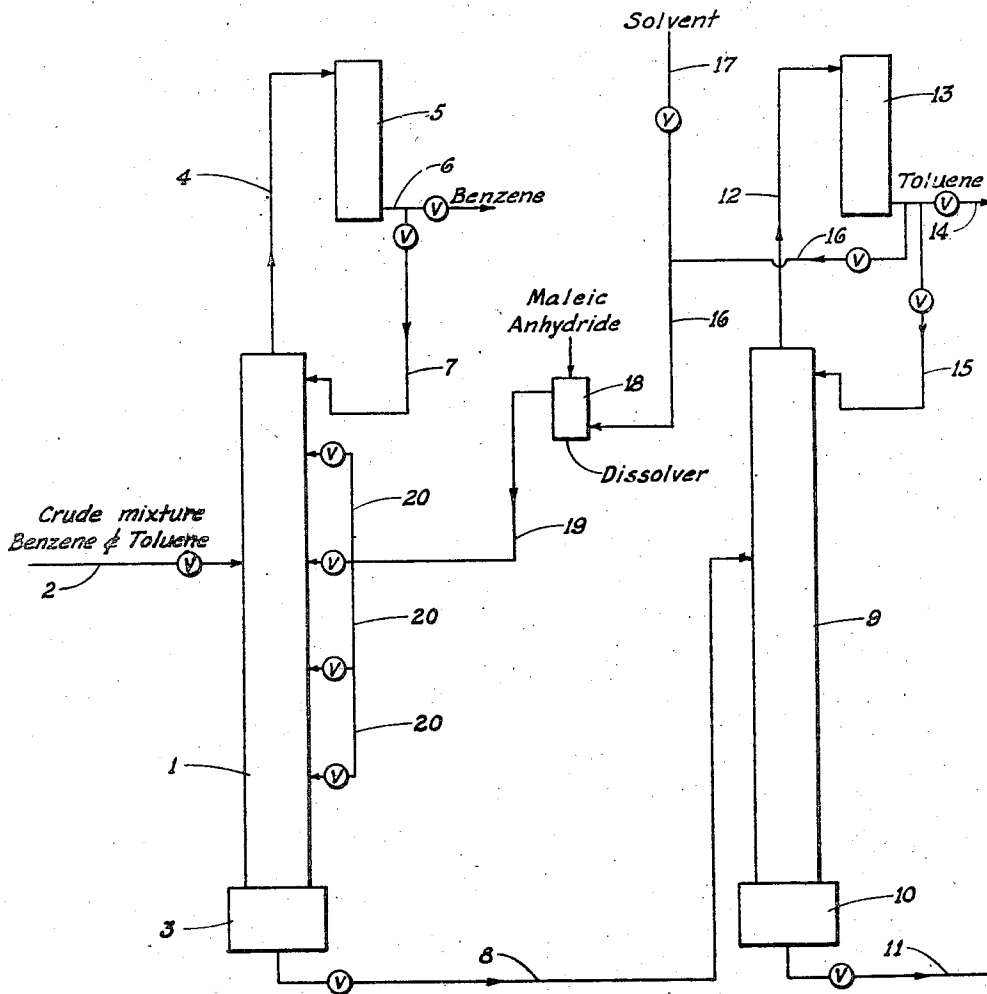 Solvent
17
V
4
5
6
V
Benzene
V
7
12
13
Toluene
V
14
16
V
V
16
15
Maleic
Anhydride
18
Dissolver
V
20
19
Crude mixture
Benzene & Toluene
V
2
V
20
V
20
V
1
9
3
V
8
10
V
11